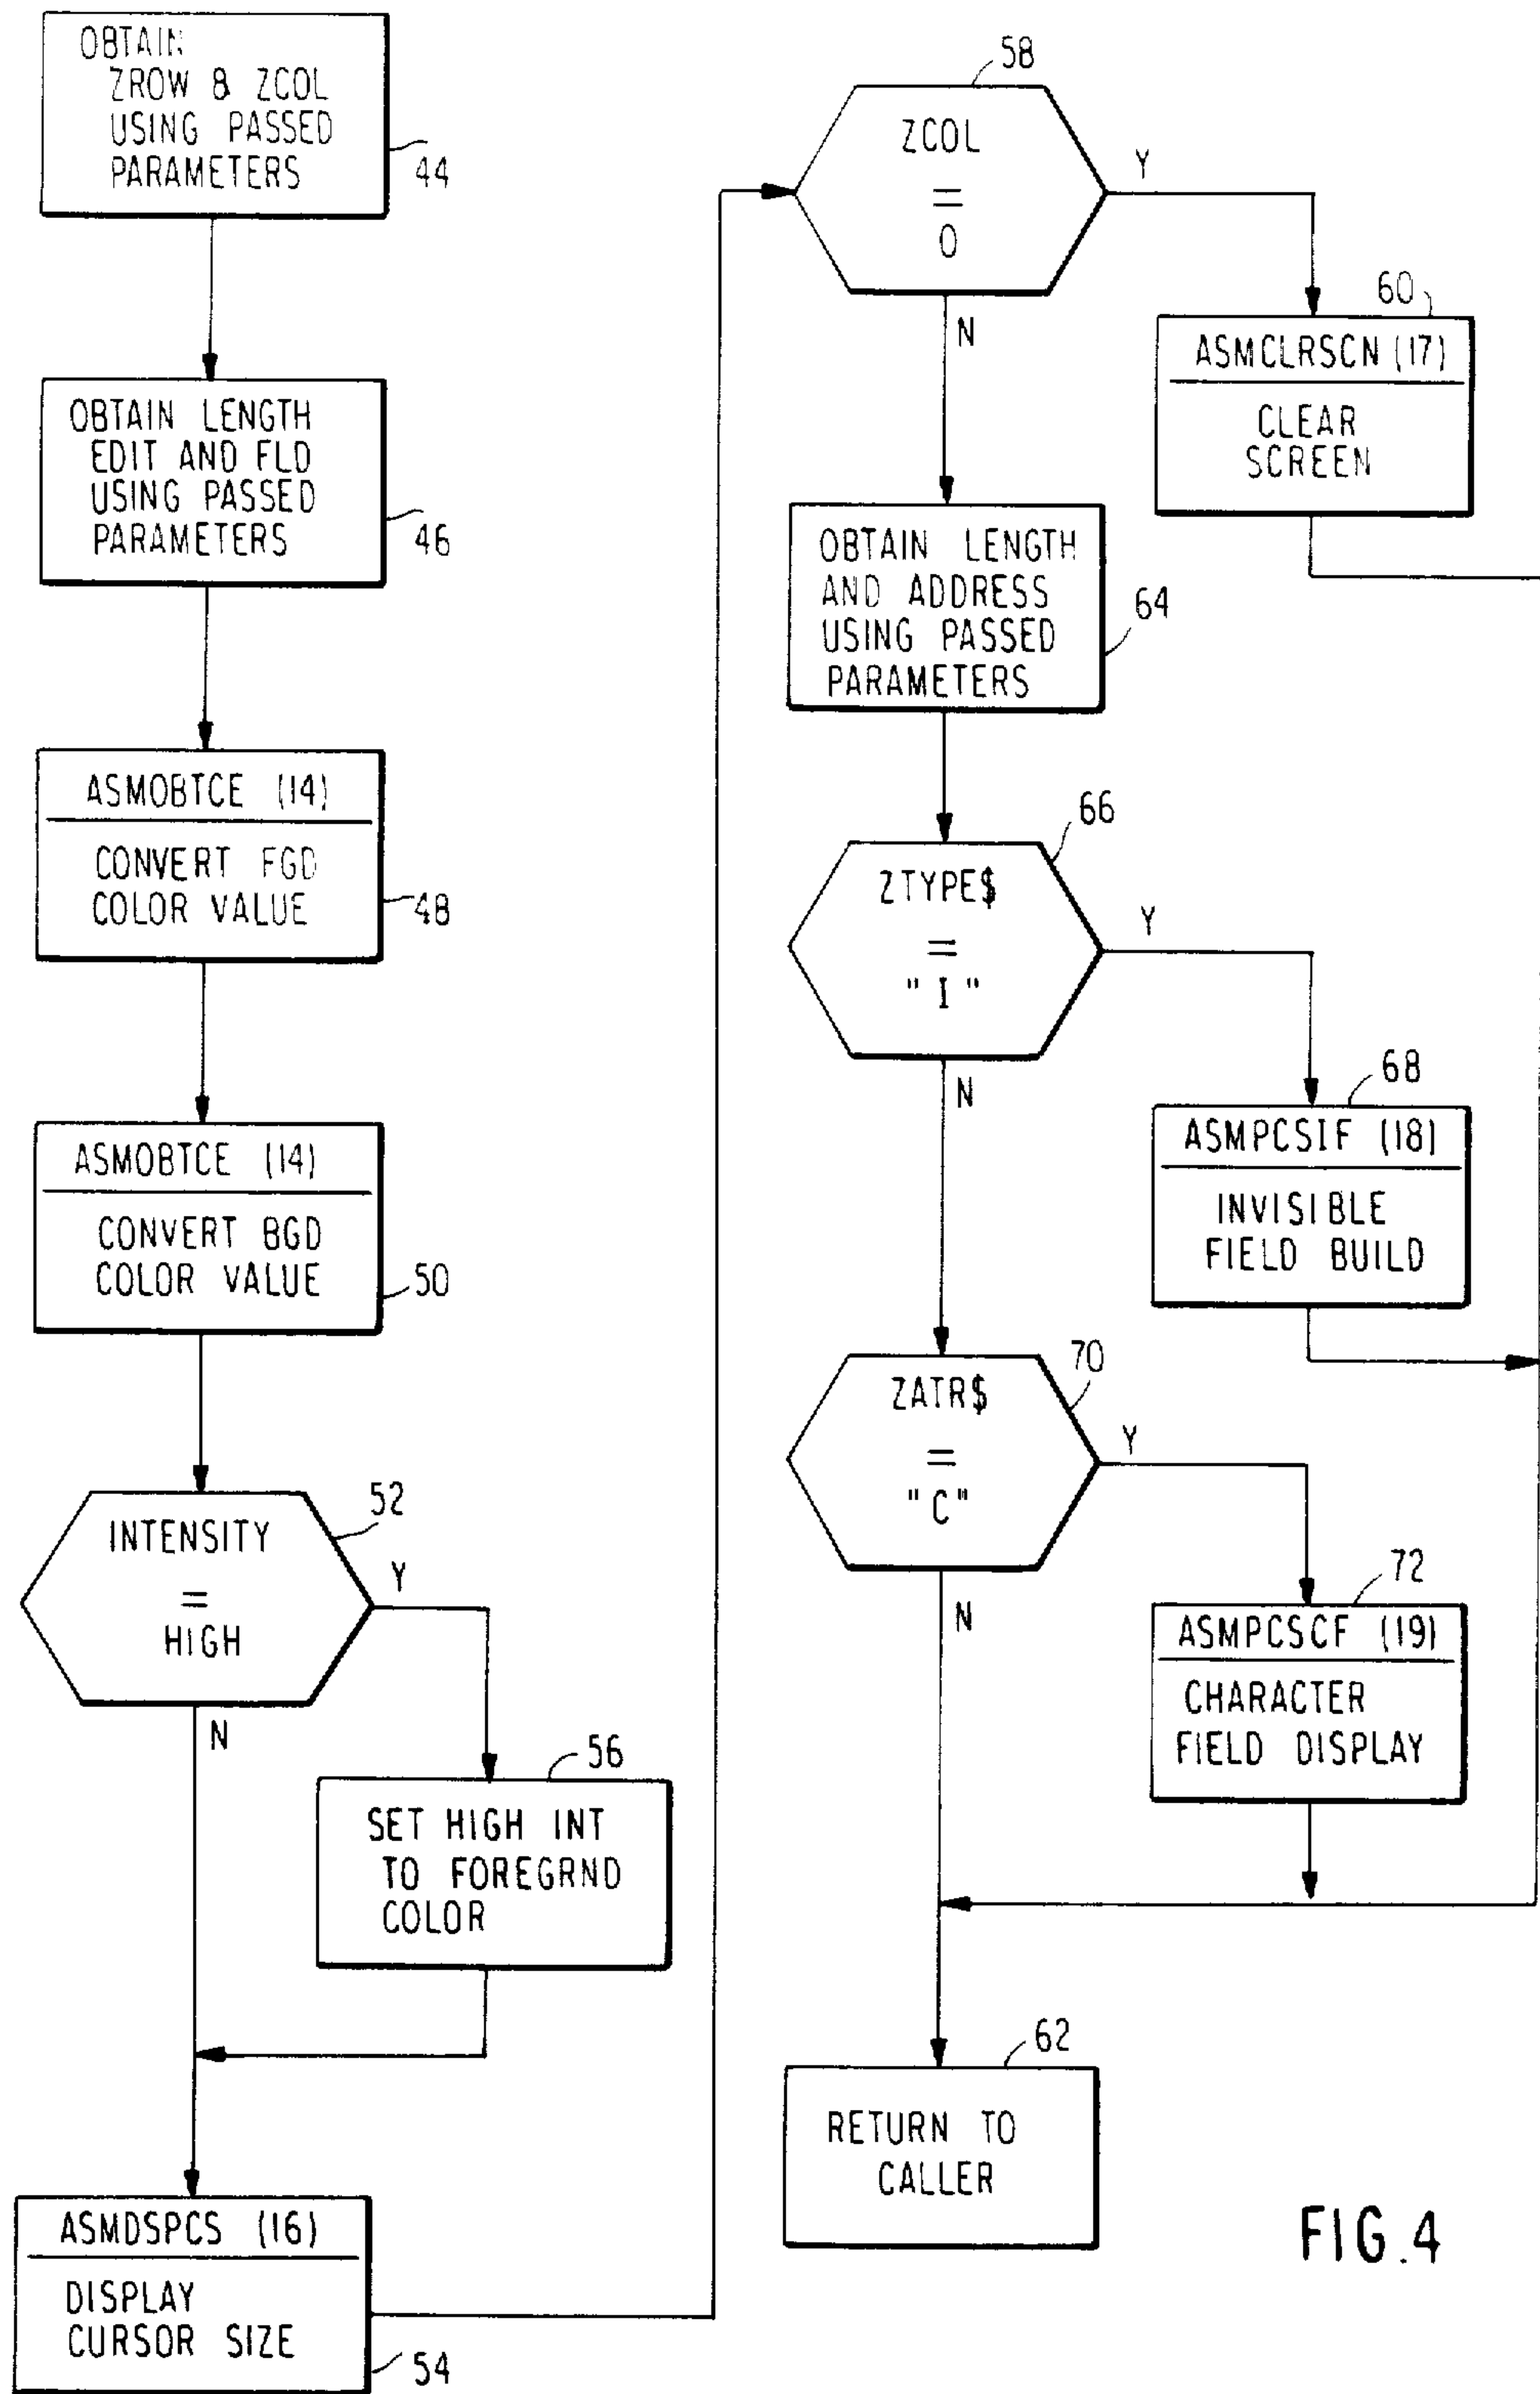 OBTAIN
ZROW & ZCOL
USING PASSED
PARAMETERS
44
OBTAIN LENGTH
EDIT AND FLD
USING PASSED
PARAMETERS
46
ASMOBTCE (14)
CONVERT FGD
COLOR VALUE
48
ASMOBTCE (14)
CONVERT BGD
COLOR VALUE
50
INTENSITY
=
HIGH
52
Y
N
56
SET HIGH INT
TO FOREGRND
COLOR
ASMDSPCS (16)
DISPLAY
CURSOR SIZE
54
58
ZCOL
=
0
Y
N
60
ASMCLRSCN (17)
CLEAR
SCREEN
OBTAIN LENGTH
AND ADDRESS
USING PASSED
PARAMETERS
64
66
ZTYPE$
=
"I"
Y
N
68
ASMPCSIF (18)
INVISIBLE
FIELD BUILD
70
ZATR$
=
"C"
Y
N
72
ASMPCSCF (19)
CHARACTER
FIELD DISPLAY
62
RETURN TO
CALLER
FIG.4